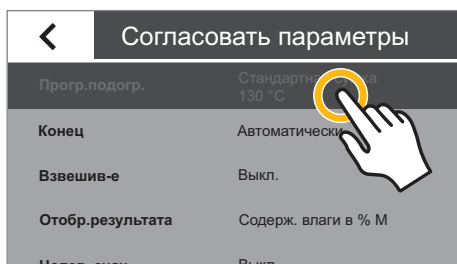 Согласовать параметры
Прогр.подогр.
Стандартная
130 °C
Конец
Автоматически
Взвешив-е
Выкл.
Отобр.результата
Содерж. влаги в % М
Выкл.